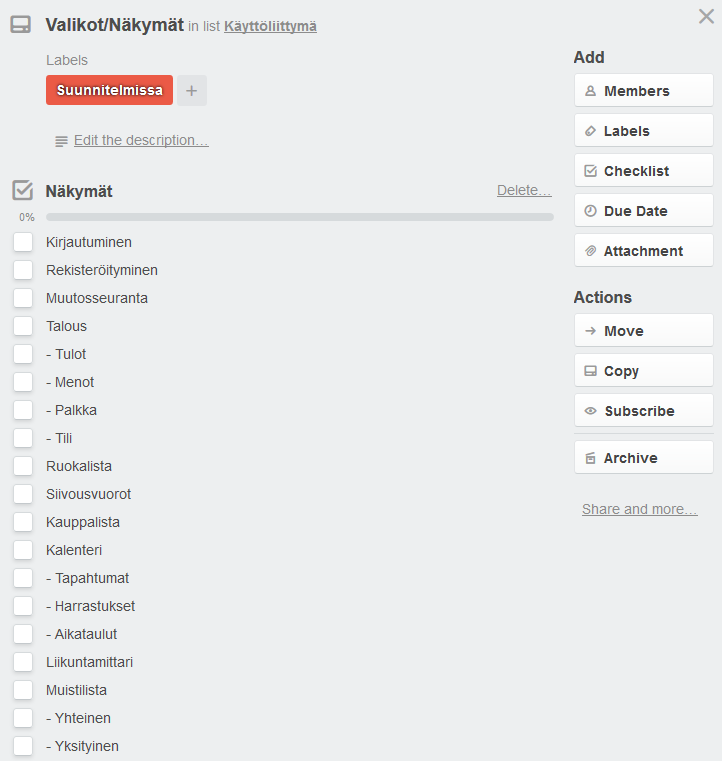 Valikot/Näkymät in list Käyttöliittymä
Labels
Suunnitelmissa +
Edit the description…
Näkymät Delete…
0%
Kirjautuminen
Rekisteröityminen
Muutosseuranta
Talous
- Tulot
- Menot
- Palkka
- Tili
Ruokalista
Siivousvuorot
Kauppalista
Kalenteri
- Tapahtumat
- Harrastukset
- Aikataulut
Liikuntamittari
Muistilista
- Yhteinen
- Yksityinen
Add
Members
Labels
Checklist
Due Date
Attachment
Actions
Move
Copy
Subscribe
Archive
Share and more…